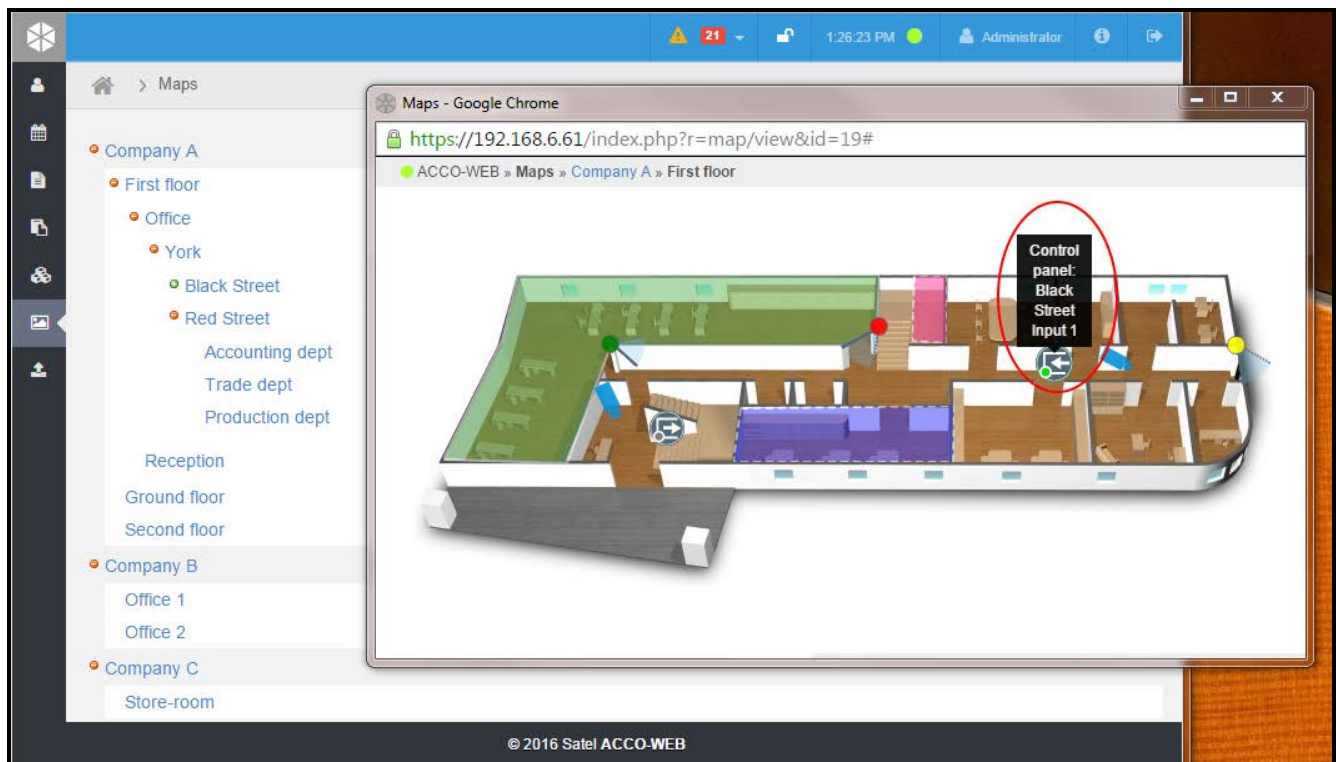 21
1:26:23 PM
Administrator
> Maps
Company A
First floor
Office
York
Black Street
Red Street
Accounting dept
Trade dept
Production dept
Reception
Ground floor
Second floor
Company B
Office 1
Office 2
Company C
Store-room
Maps - Google Chrome
https://192.168.6.61/index.php?r=map/view&id=19#
ACCO-WEB » Maps » Company A » First floor
Control
panel:
Black
Street
Input 1
© 2016 Satel ACCO-WEB